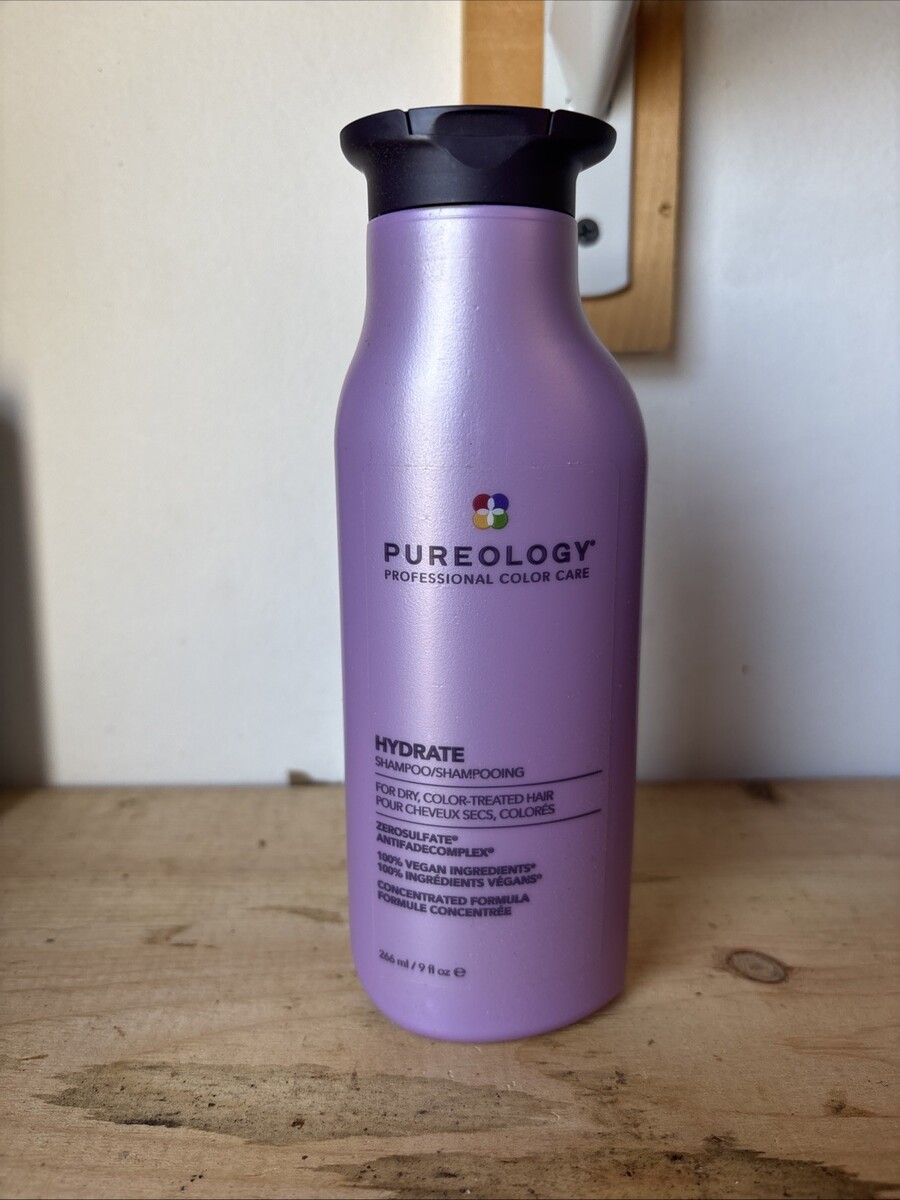 PUREOLOGY®
PROFESSIONAL COLOR CARE
HYDRATE
SHAMPOO/SHAMPOOING
FOR DRY, COLOR-TREATED HAIR
POUR CHEVEUX SECS, COLORÉS
ZEROSULFATE®
ANTIFADECOMPLEX®
100% VEGAN INGREDIENTS*
100% INGRÉDIENTS VÉGANS*
CONCENTRATED FORMULA
FORMULE CONCENTRÉE
266 ml / 9 fl oz ℮